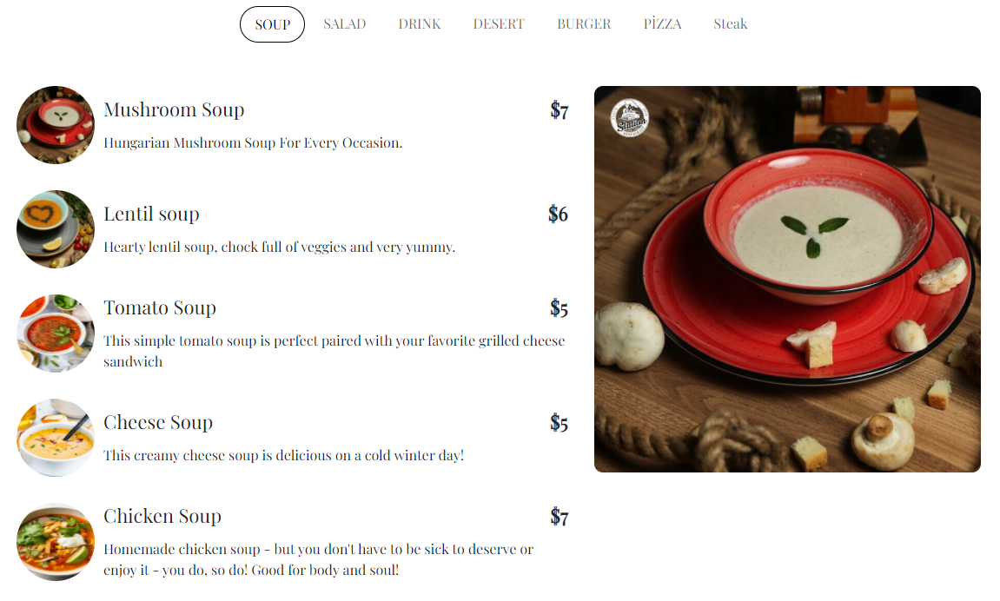 SOUP SALAD DRINK DESERT BURGER PİZZA Steak
Mushroom Soup $7
Hungarian Mushroom Soup For Every Occasion.
Lentil soup $6
Hearty lentil soup, chock full of veggies and very yummy.
Tomato Soup $5
This simple tomato soup is perfect paired with your favorite grilled cheese
sandwich
Cheese Soup $5
This creamy cheese soup is delicious on a cold winter day!
Chicken Soup $7
Homemade chicken soup - but you don't have to be sick to deserve or
enjoy it - you do, so do! Good for body and soul!
Station